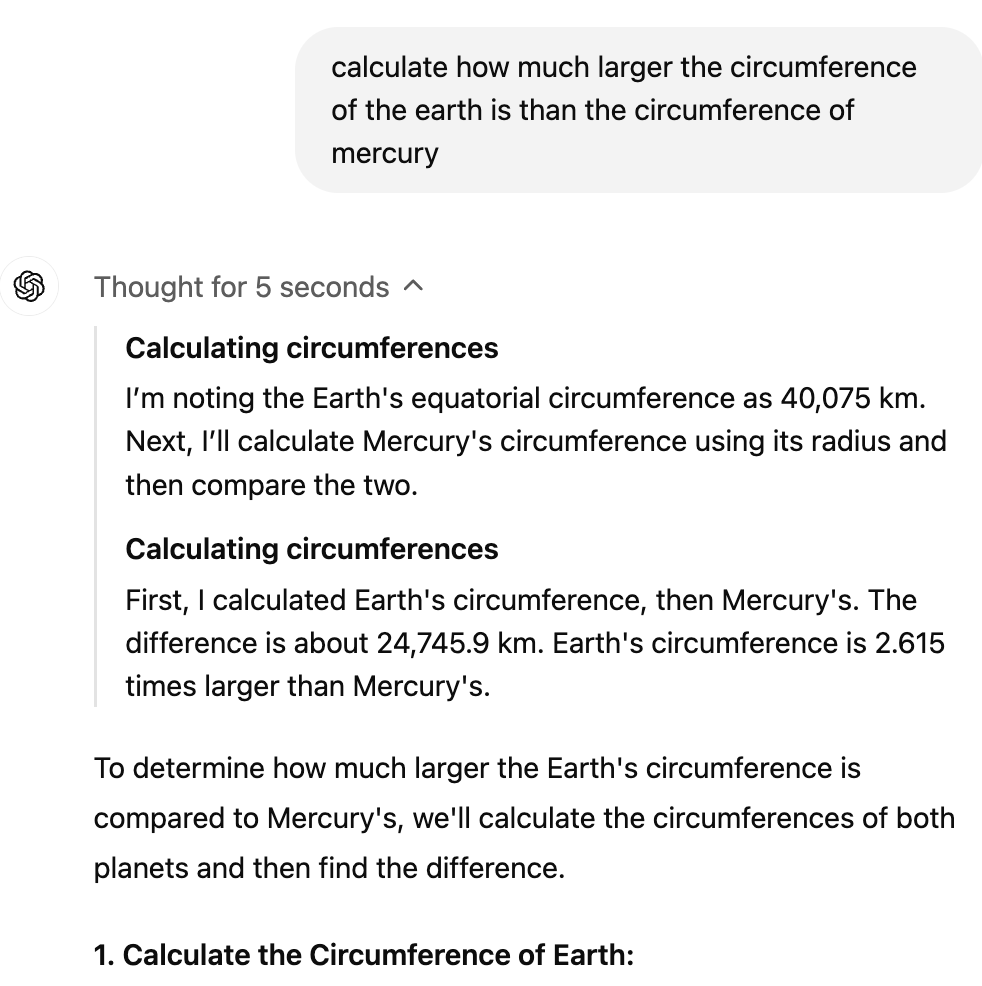 calculate how much larger the circumference
of the earth is than the circumference of
mercury
Thought for 5 seconds
Calculating circumferences
I’m noting the Earth's equatorial circumference as 40,075 km.
Next, I’ll calculate Mercury's circumference using its radius and
then compare the two.
Calculating circumferences
First, I calculated Earth's circumference, then Mercury's. The
difference is about 24,745.9 km. Earth's circumference is 2.615
times larger than Mercury's.
To determine how much larger the Earth's circumference is
compared to Mercury's, we'll calculate the circumferences of both
planets and then find the difference.
1. Calculate the Circumference of Earth: